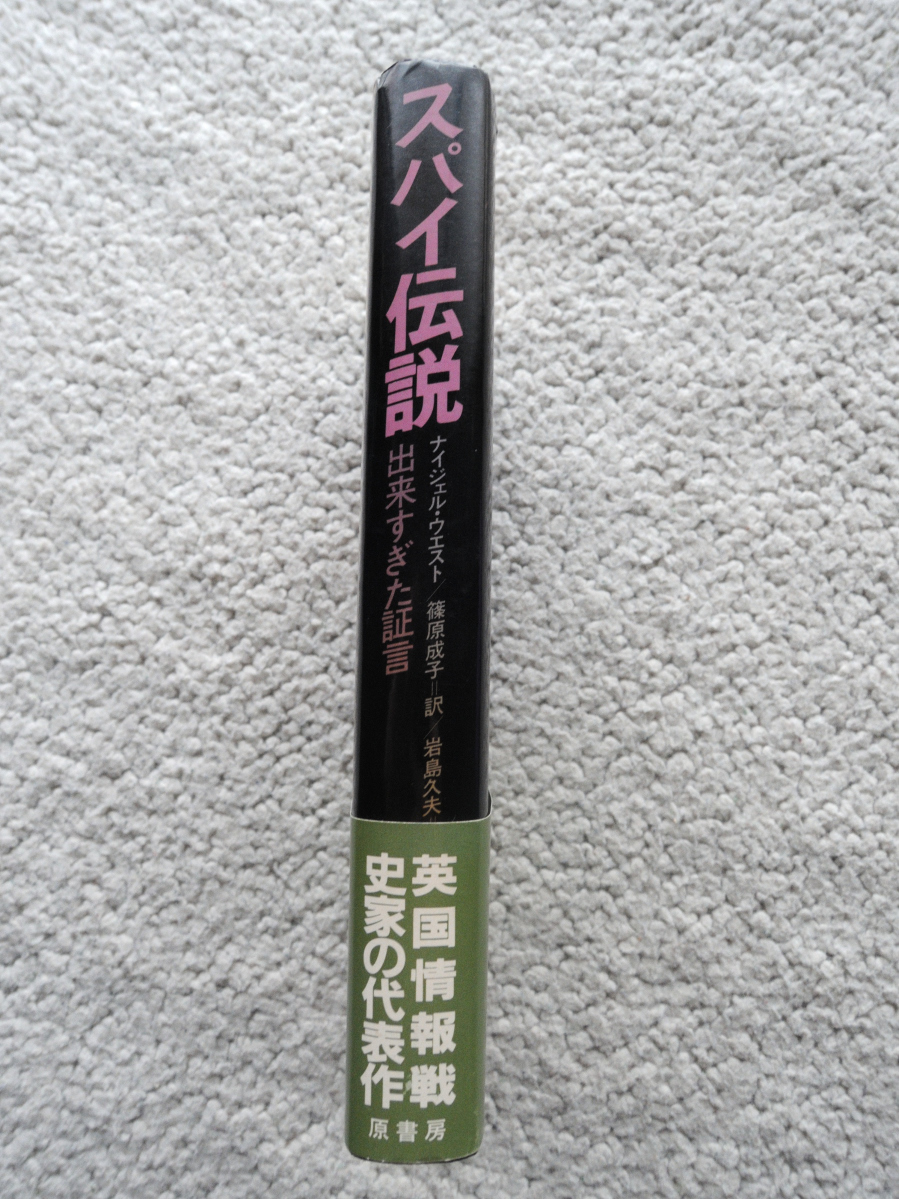 スパイ伝説
出来すぎた証言
ナイジェル・ウエスト/篠原成子=訳/岩島久夫
英国情報戦
史家の代表作
原書房